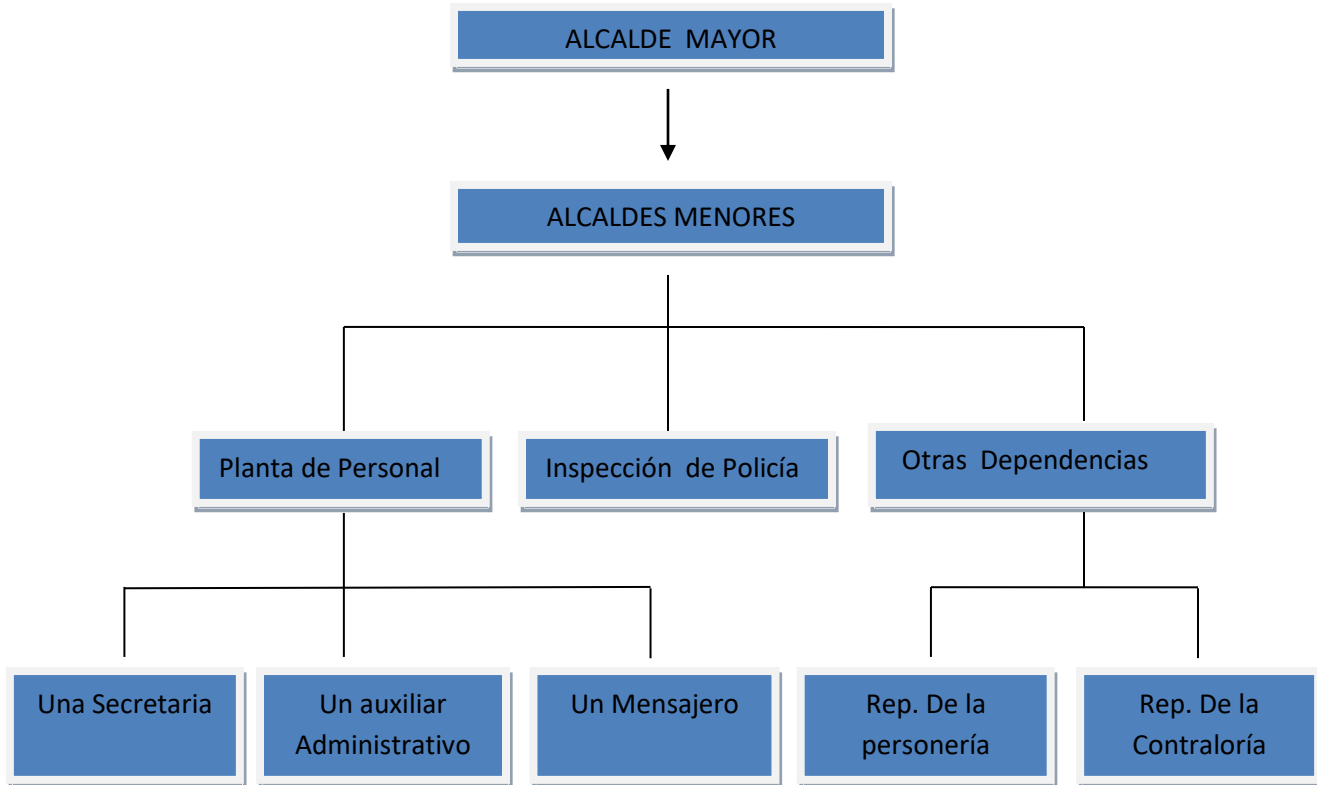 ALCALDE MAYOR
ALCALDES MENORES
Planta de Personal
Inspección de Policía
Otras Dependencias
Una Secretaria
Un auxiliar
Administrativo
Un Mensajero
Rep. De la
personería
Rep. De la
Contraloría